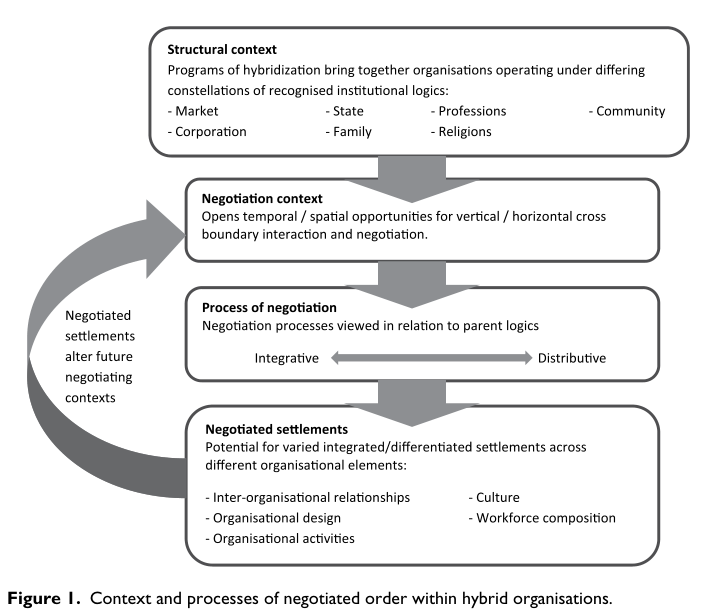 Structural context
Programs of hybridization bring together organisations operating under differing
constellations of recognised institutional logics:
- Market - State - Professions - Community
- Corporation - Family - Religions
Negotiation context
Opens temporal / spatial opportunities for vertical / horizontal cross
boundary interaction and negotiation.
Process of negotiation
Negotiation processes viewed in relation to parent logics
Integrative Distributive
Negotiated
settlements
alter future
negotiating
contexts
Negotiated settlements
Potential for varied integrated/differentiated settlements across
different organisational elements:
- Inter-organisational relationships - Culture
- Organisational design - Workforce composition
- Organisational activities
Figure 1. Context and processes of negotiated order within hybrid organisations.